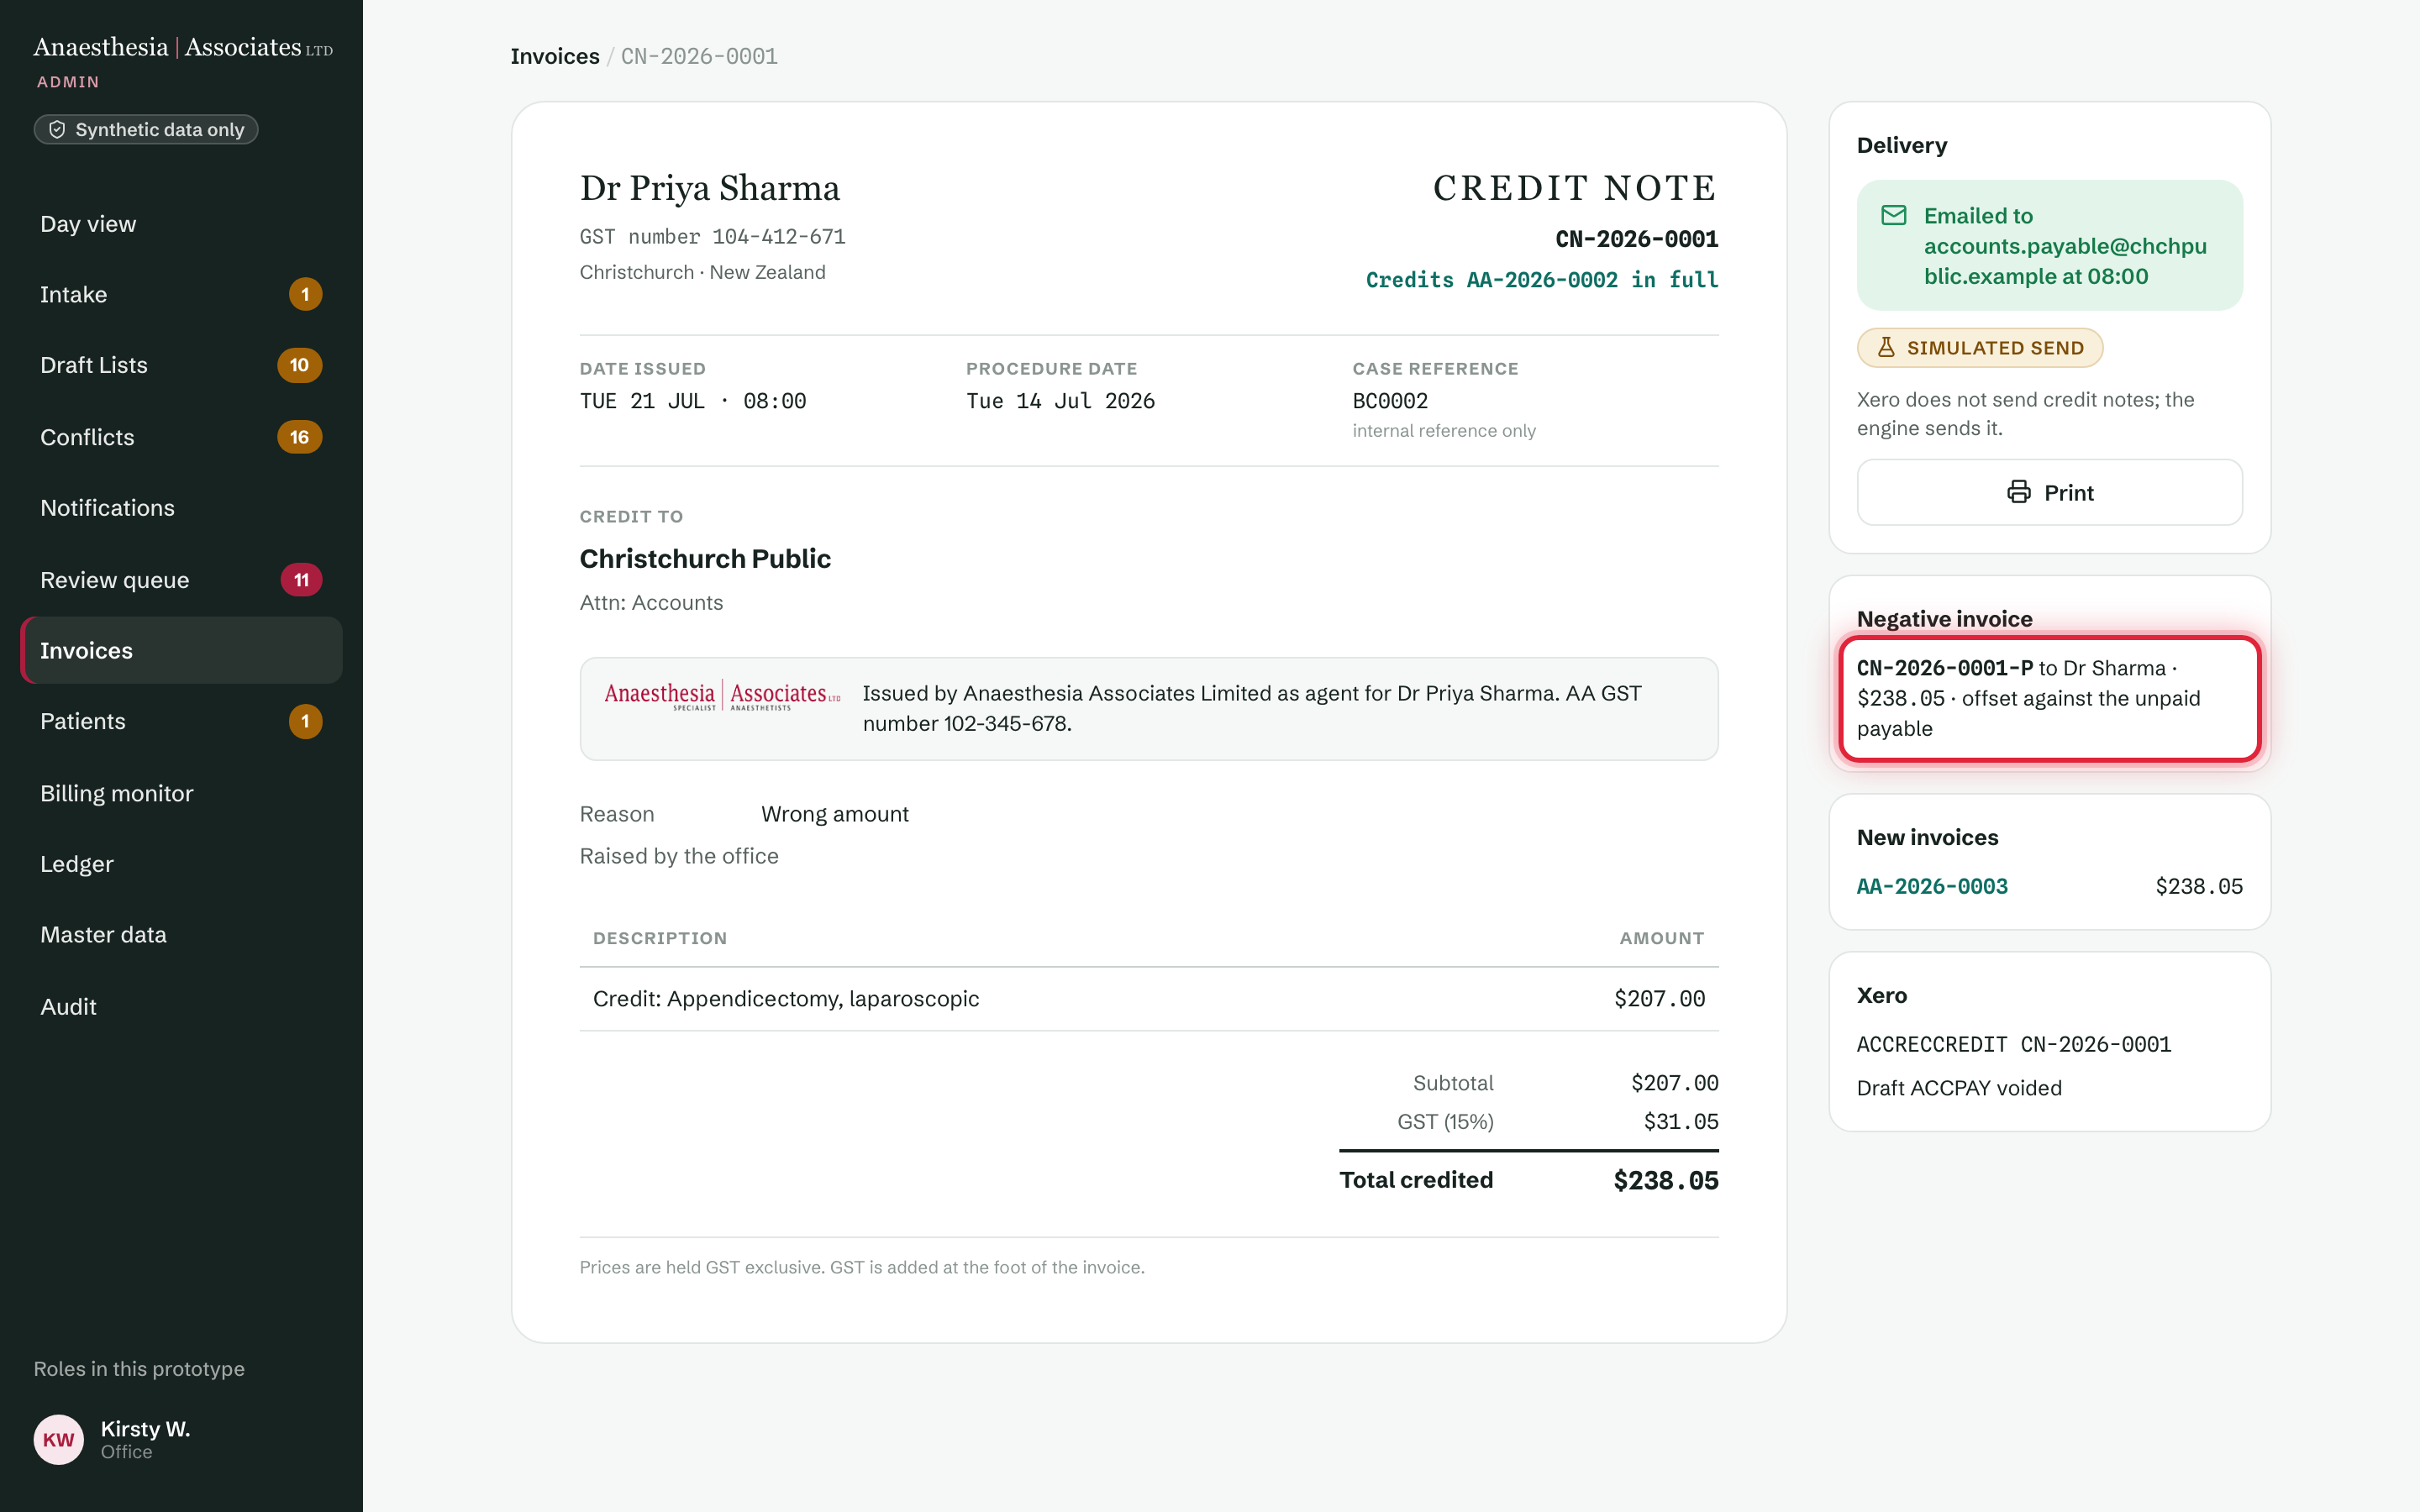 Anaesthesia | Associates LTD
ADMIN
Synthetic data only
Day view
Intake 1
Draft Lists 10
Conflicts 16
Notifications
Review queue 11
Invoices
Patients 1
Billing monitor
Ledger
Master data
Audit
Roles in this prototype
KW
Kirsty W.
Office
Invoices / CN-2026-0001
Dr Priya Sharma
GST number 104-412-671
Christchurch · New Zealand
CREDIT NOTE
CN-2026-0001
Credits AA-2026-0002 in full
DATE ISSUED
TUE 21 JUL · 08:00
PROCEDURE DATE
Tue 14 Jul 2026
CASE REFERENCE
BC0002
internal reference only
CREDIT TO
Christchurch Public
Attn: Accounts
Anaesthesia | Associates LTD
SPECIALIST | ANAESTHETISTS
Issued by Anaesthesia Associates Limited as agent for Dr Priya Sharma. AA GST
number 102-345-678.
Reason Wrong amount
Raised by the office
DESCRIPTION AMOUNT
Credit: Appendicectomy, laparoscopic $207.00
Subtotal $207.00
GST (15%) $31.05
Total credited $238.05
Prices are held GST exclusive. GST is added at the foot of the invoice.
Delivery
Emailed to
accounts.payable@chchpu
blic.example at 08:00
SIMULATED SEND
Xero does not send credit notes; the
engine sends it.
Print
Negative invoice
CN-2026-0001-P to Dr Sharma ·
$238.05 · offset against the unpaid
payable
New invoices
AA-2026-0003 $238.05
Xero
ACCRECCREDIT CN-2026-0001
Draft ACCPAY voided